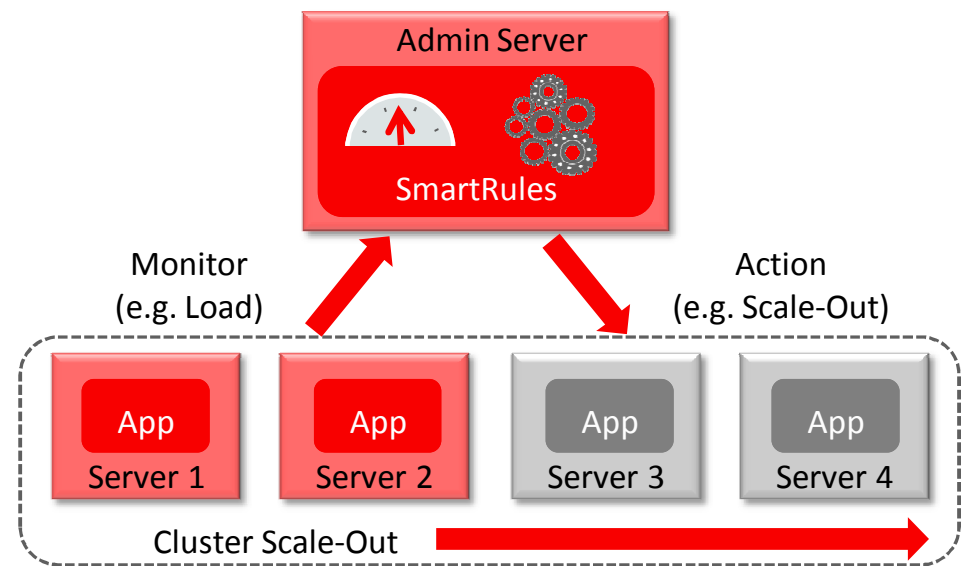 Admin Server
SmartRules
Monitor
(e.g. Load)
Action
(e.g. Scale-Out)
App
Server 1
App
Server 2
App
Server 3
App
Server 4
Cluster Scale-Out